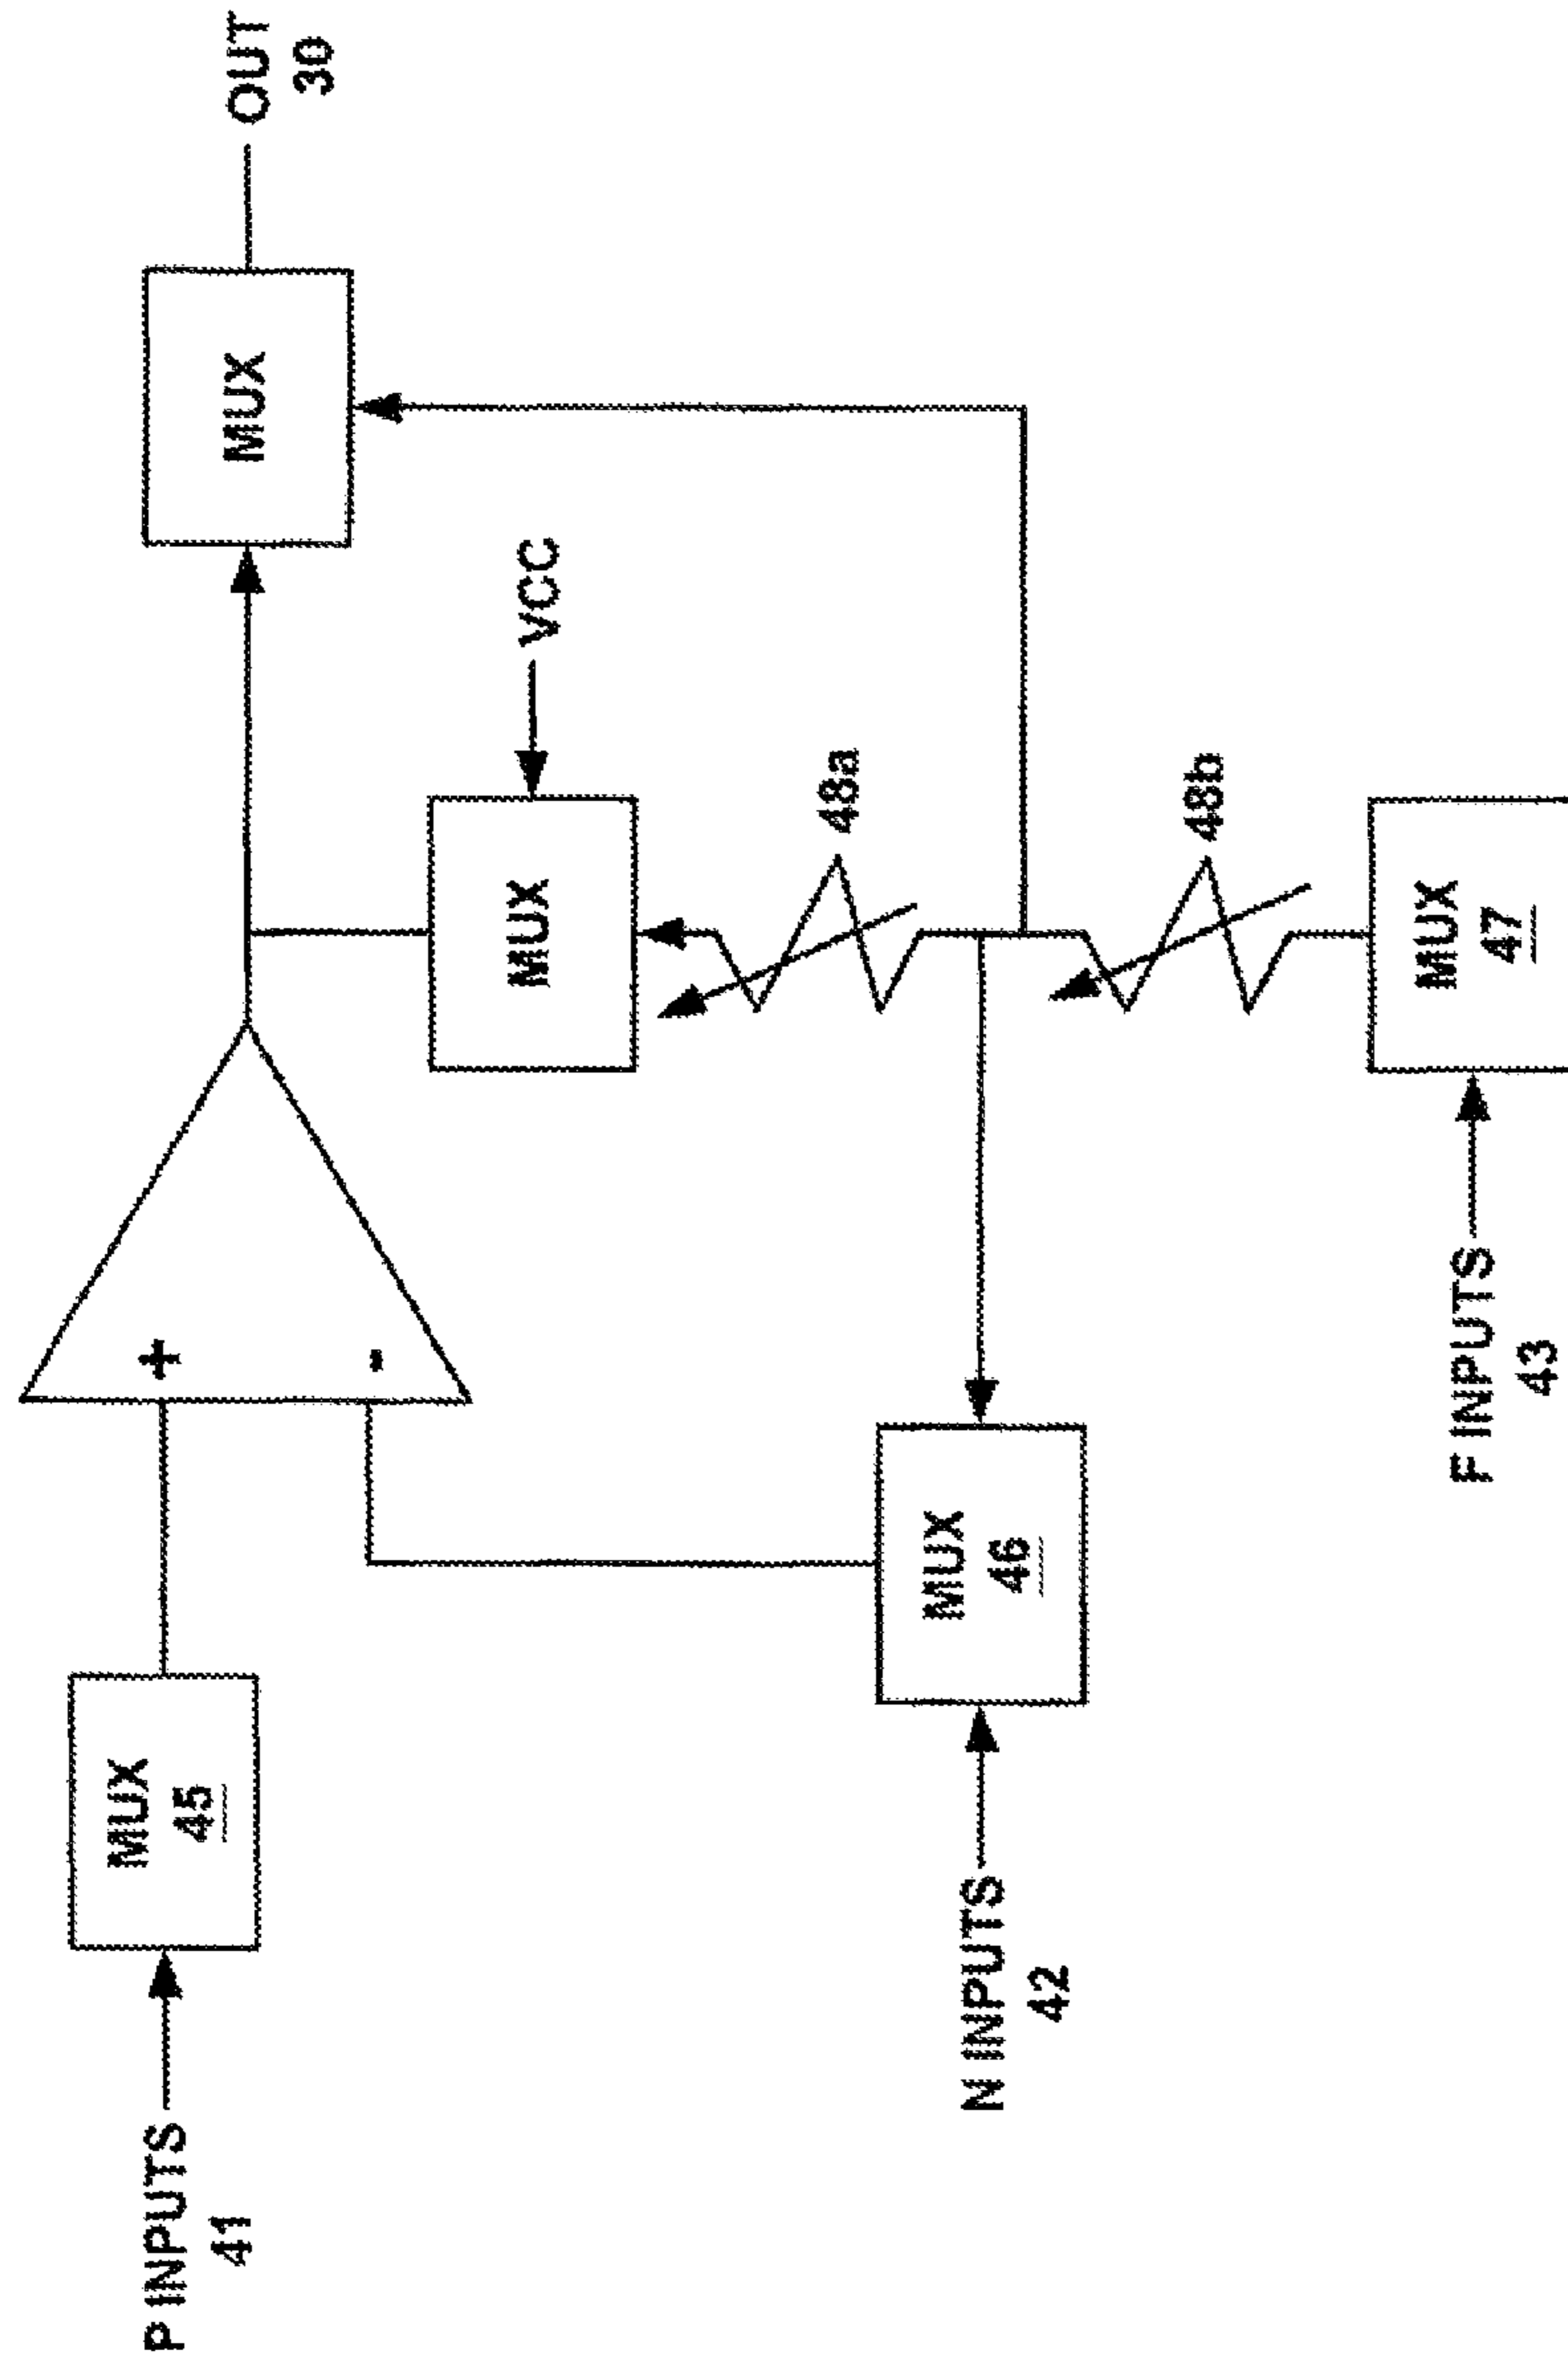 P INPUTS
41
MUX
45
+
-
MUX
OUT
30
VCC
MUX
48a
N INPUTS
42
MUX
46
48b
F INPUTS
43
MUX
47